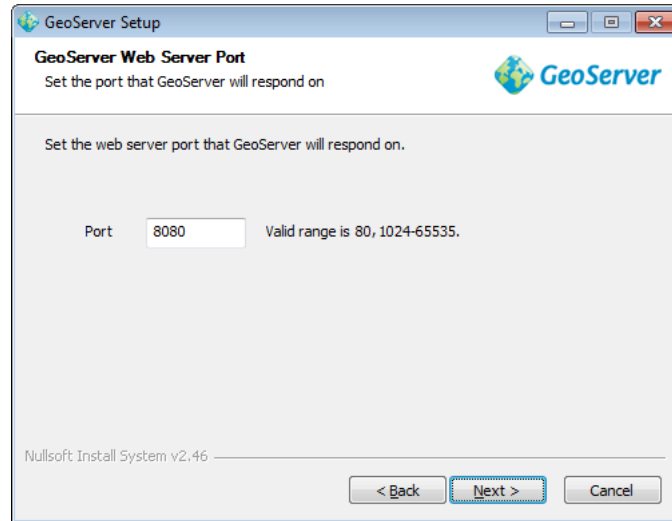 GeoServer Setup
GeoServer Web Server Port
Set the port that GeoServer will respond on
GeoServer
Set the web server port that GeoServer will respond on.
Port 8080 Valid range is 80, 1024-65535.
Nullsoft Install System v2.46
< Back Next > Cancel